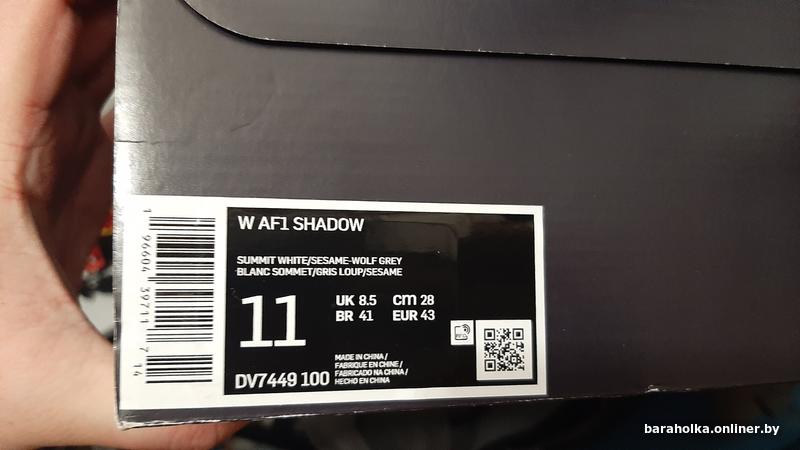 W AF1 SHADOW
SUMMIT WHITE/SESAME-WOLF GREY
BLANC SOMMET/GRIS LOUP/SESAME
11
UK 8.5 CM 28
BR 41 EUR 43
MADE IN CHINA /
FABRIQUE EN CHINE /
FABRICADO NA CHINA /
HECHO EN CHINA
DV7449 100
1 96604 39711 7 14
baraholka.onliner.by